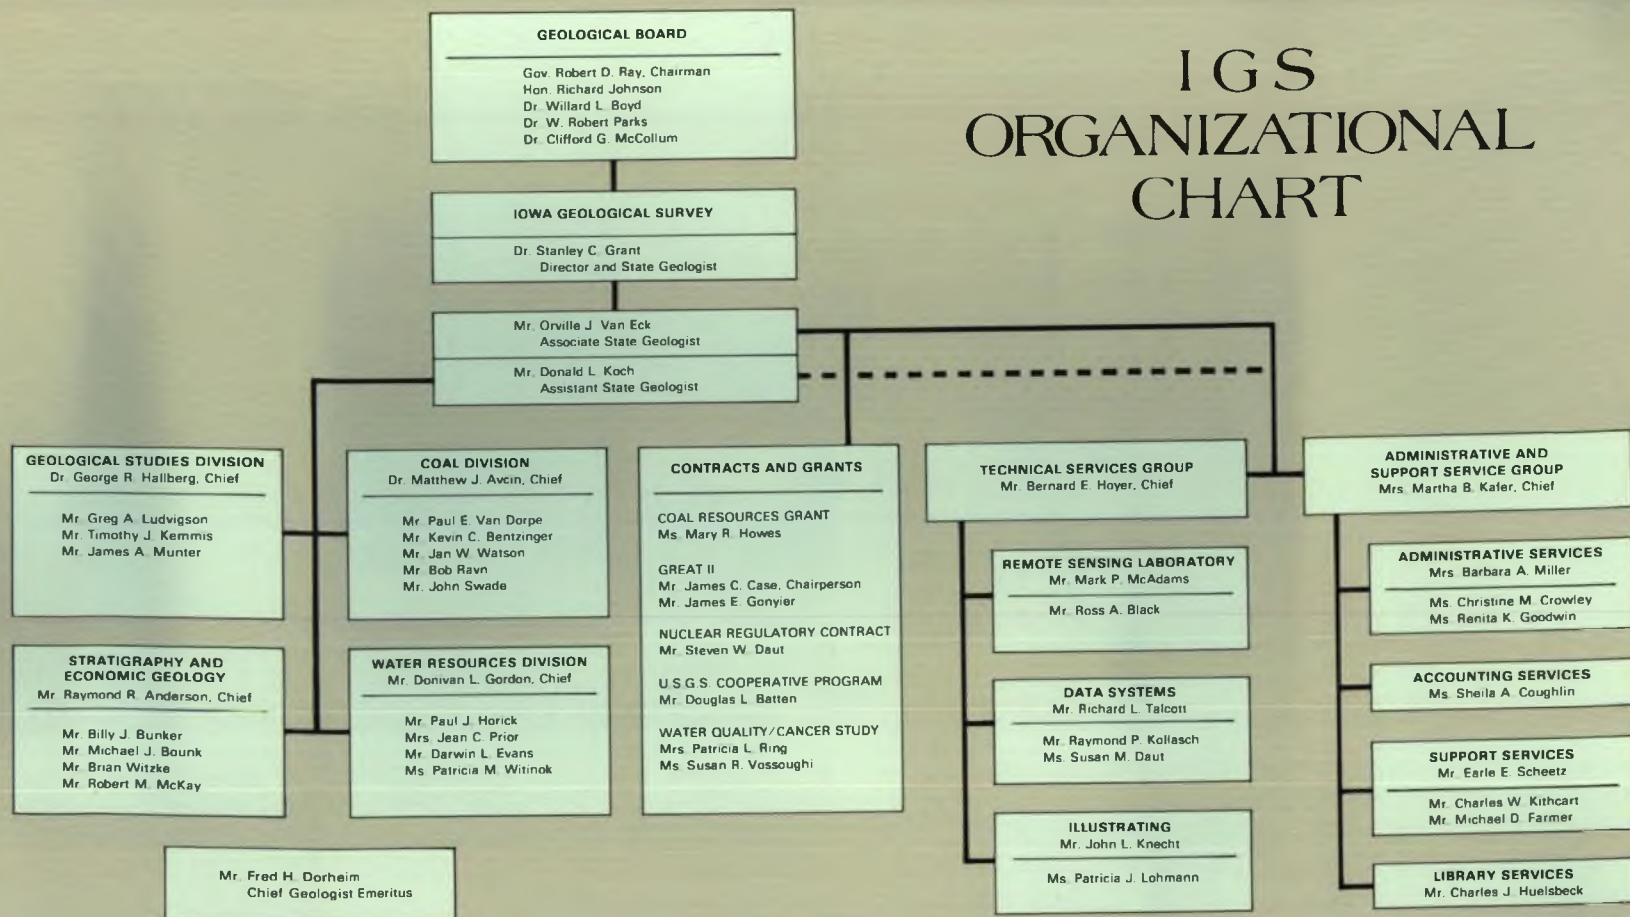 IGS
ORGANIZATIONAL
CHART
GEOLOGICAL BOARD
Gov. Robert D. Ray, Chairman
Hon. Richard Johnson
Dr. Willard L. Boyd
Dr. W. Robert Parks
Dr. Clifford G. McCollum
IOWA GEOLOGICAL SURVEY
Dr. Stanley C. Grant
Director and State Geologist
Mr. Orville J. Van Eck
Associate State Geologist
Mr. Donald L. Koch
Assistant State Geologist
GEOLOGICAL STUDIES DIVISION
Dr. George R. Hallberg, Chief
Mr. Greg A. Ludvigson
Mr. Timothy J. Kemmis
Mr. James A. Munter
COAL DIVISION
Dr. Matthew J. Avcin, Chief
Mr. Paul E. Van Dorpe
Mr. Kevin C. Bentzinger
Mr. Jan W. Watson
Mr. Bob Ravn
Mr. John Swade
STRATIGRAPHY AND
ECONOMIC GEOLOGY
Mr. Raymond R. Anderson, Chief
Mr. Billy J. Bunker
Mr. Michael J. Bounk
Mr. Brian Witzke
Mr. Robert M. McKay
WATER RESOURCES DIVISION
Mr. Donivan L. Gordon, Chief
Mr. Paul J. Horick
Mrs. Jean C. Prior
Mr. Darwin L. Evans
Ms. Patricia M. Witinok
Mr. Fred H. Dorheim
Chief Geologist Emeritus
CONTRACTS AND GRANTS
COAL RESOURCES GRANT
Ms. Mary R. Howes
GREAT II
Mr. James C. Case, Chairperson
Mr. James E. Gonyier
NUCLEAR REGULATORY CONTRACT
Mr. Steven W. Daut
U.S.G.S. COOPERATIVE PROGRAM
Mr. Douglas L. Batten
WATER QUALITY/CANCER STUDY
Mrs. Patricia L. Ring
Ms. Susan R. Vossoughi
TECHNICAL SERVICES GROUP
Mr. Bernard E. Hoyer, Chief
REMOTE SENSING LABORATORY
Mr. Mark P. McAdams
Mr. Ross A. Black
DATA SYSTEMS
Mr. Richard L. Talcott
Mr. Raymond P. Kollasch
Ms. Susan M. Daut
ILLUSTRATING
Mr. John L. Knecht
Ms. Patricia J. Lohmann
ADMINISTRATIVE AND
SUPPORT SERVICE GROUP
Mrs. Martha B. Kafer, Chief
ADMINISTRATIVE SERVICES
Mrs. Barbara A. Miller
Ms. Christine M. Crowley
Ms. Renita K. Goodwin
ACCOUNTING SERVICES
Ms. Sheila A. Coughlin
SUPPORT SERVICES
Mr. Earle E. Scheetz
Mr. Charles W. Kithcart
Mr. Michael D. Farmer
LIBRARY SERVICES
Mr. Charles J. Huelsbeck